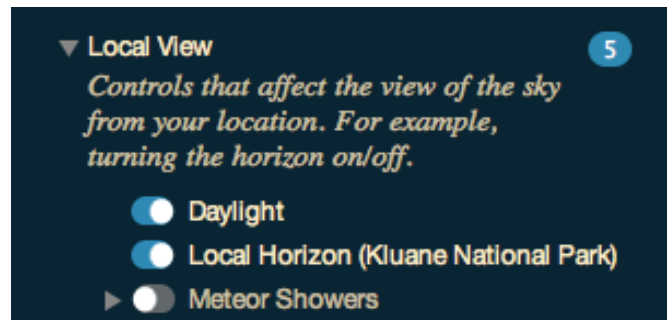 Local View 5
Controls that affect the view of the sky
from your location. For example,
turning the horizon on/off.
Daylight
Local Horizon (Kluane National Park)
Meteor Showers